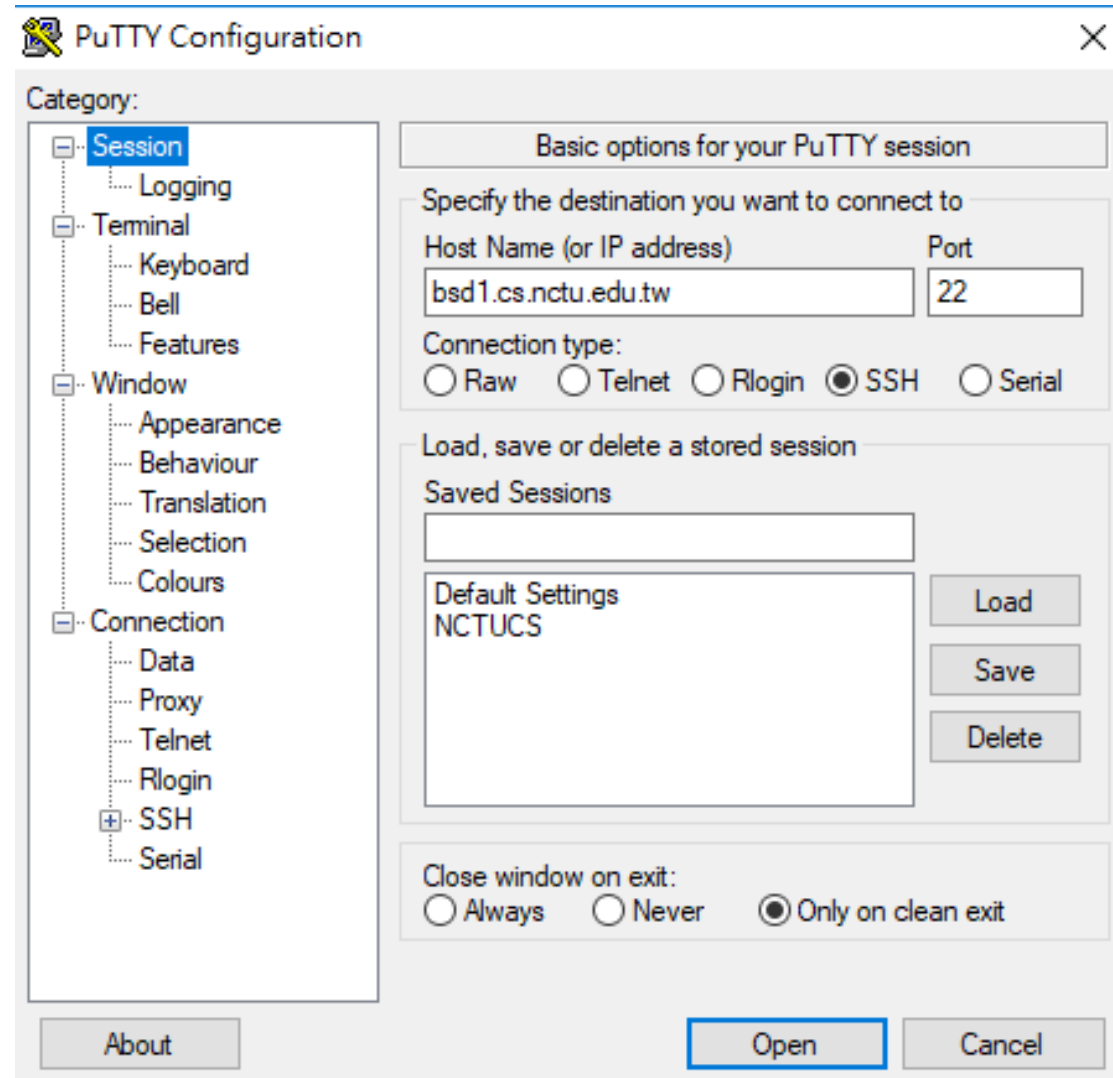 PuTTY Configuration
Category:
Session
Logging
Terminal
Keyboard
Bell
Features
Window
Appearance
Behaviour
Translation
Selection
Colours
Connection
Data
Proxy
Telnet
Rlogin
SSH
Serial
Basic options for your PuTTY session
Specify the destination you want to connect to
Host Name (or IP address) Port
bsd1.cs.nctu.edu.tw 22
Connection type:
Raw Telnet Rlogin SSH Serial
Load, save or delete a stored session
Saved Sessions
Default Settings
NCTUCS
Load
Save
Delete
Close window on exit:
Always Never Only on clean exit
About Open Cancel